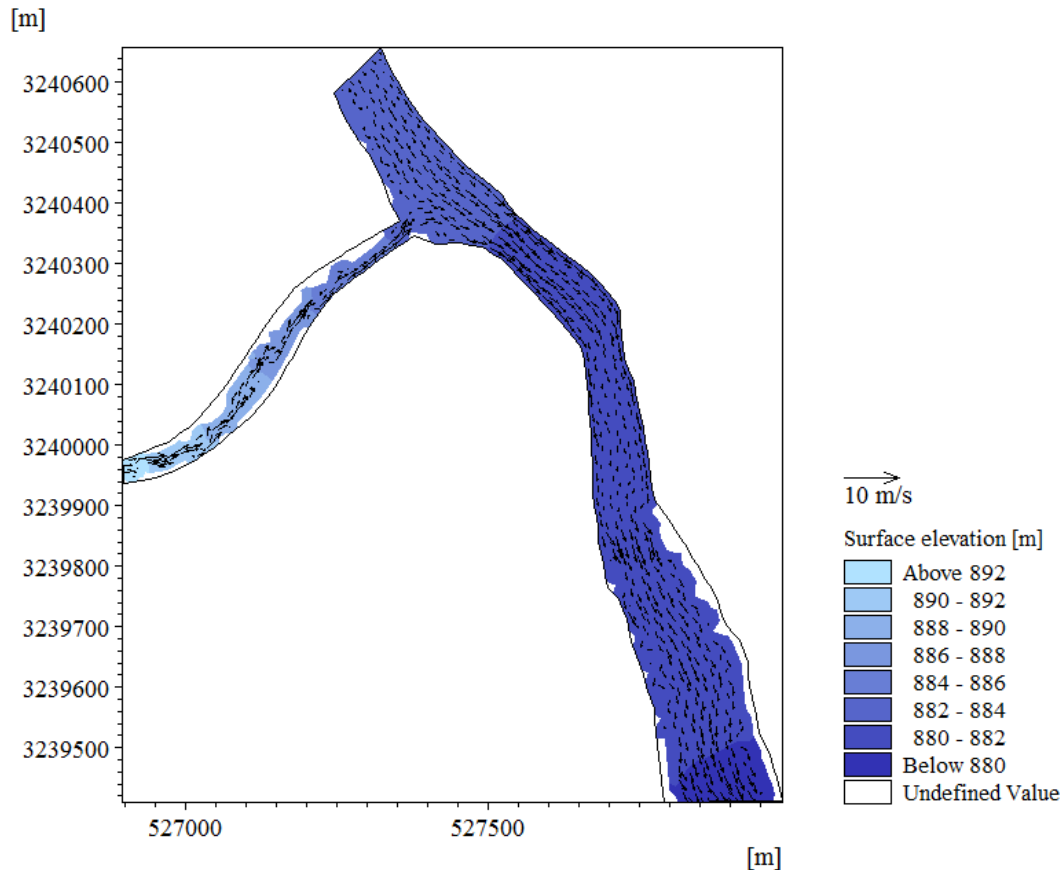 [m]
3240600
3240500
3240400
3240300
3240200
3240100
3240000
3239900
3239800
3239700
3239600
3239500
527000
527500
[m]
10 m/s
Surface elevation [m]
Above 892
890 - 892
888 - 890
886 - 888
884 - 886
882 - 884
880 - 882
Below 880
Undefined Value